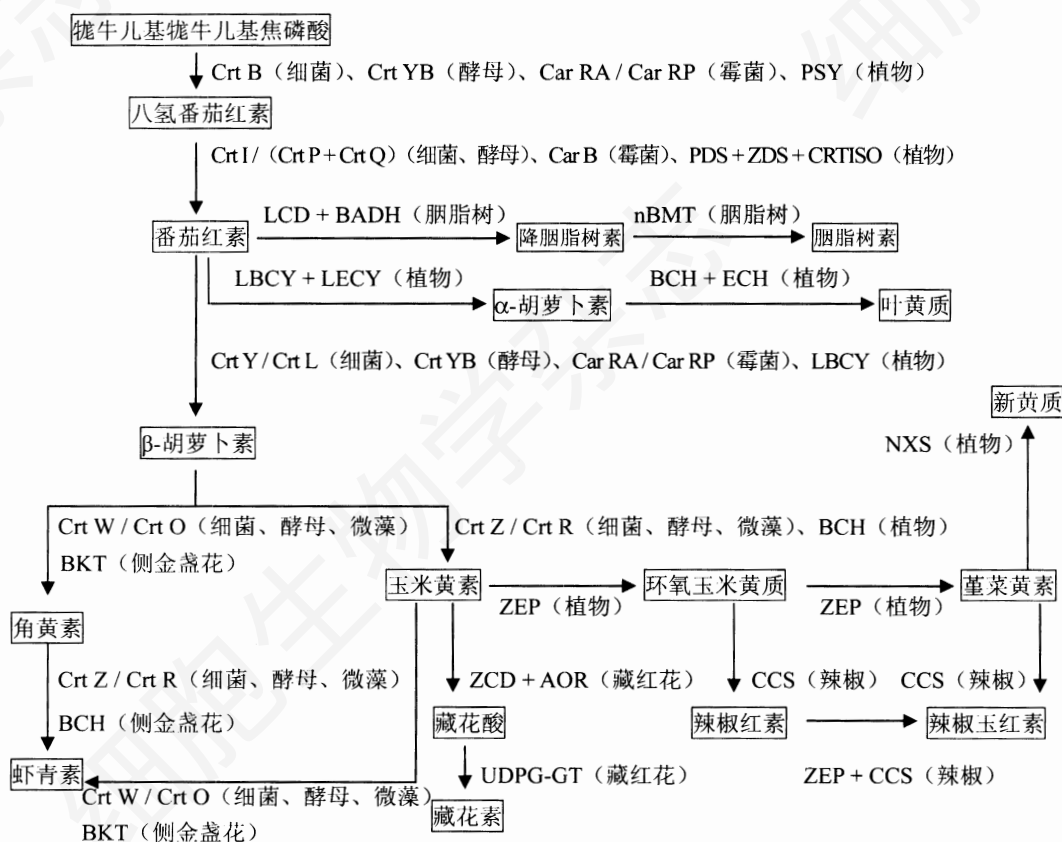 牻牛儿基牻牛儿基焦磷酸
Crt B（细菌）、Crt YB（酵母）、Car RA / Car RP（霉菌）、PSY（植物）
八氢番茄红素
Crt I / （Crt P + Crt Q）（细菌、酵母）、Car B（霉菌）、PDS + ZDS + CRTISO（植物）
LCD + BADH（胭脂树）
nBMT（胭脂树）
番茄红素
降胭脂树素
胭脂树素
LBCY + LECY（植物）
BCH + ECH（植物）
α-胡萝卜素
叶黄质
Crt Y / Crt L（细菌）、Crt YB（酵母）、Car RA / Car RP（霉菌）、LBCY（植物）
新黄质
β-胡萝卜素
NXS（植物）
Crt W / Crt O（细菌、酵母、微藻）
Crt Z / Crt R（细菌、酵母、微藻）、BCH（植物）
BKT（侧金盏花）
玉米黄素
环氧玉米黄质
堇菜黄素
ZEP（植物）
ZEP（植物）
角黄素
Crt Z / Crt R（细菌、酵母、微藻）
ZCD + AOR（藏红花）
CCS（辣椒）
CCS（辣椒）
BCH（侧金盏花）
藏花酸
辣椒红素
辣椒玉红素
虾青素
UDPG-GT（藏红花）
ZEP + CCS（辣椒）
Crt W / Crt O（细菌、酵母、微藻）
藏花素
BKT（侧金盏花）
细胞生物学杂志